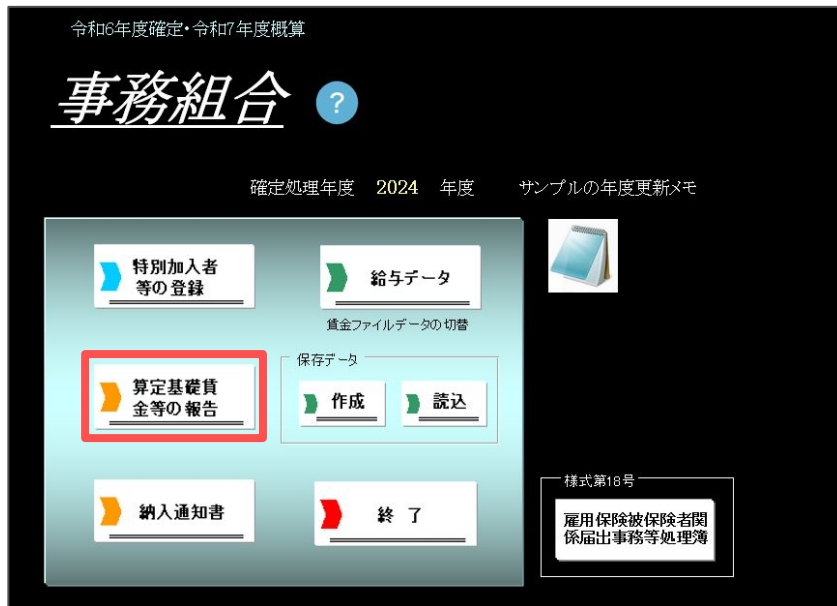 令和6年度確定・令和7年度概算
事務組合 ?
確定処理年度 2024 年度 サンプルの年度更新メモ
特別加入者
等の登録
給与データ
賃金ファイルデータの切替
算定基礎賃
金等の報告
保存データ
作成 読込
納入通知書
終 了
様式第18号
雇用保険被保険者関
係届出事務等処理簿